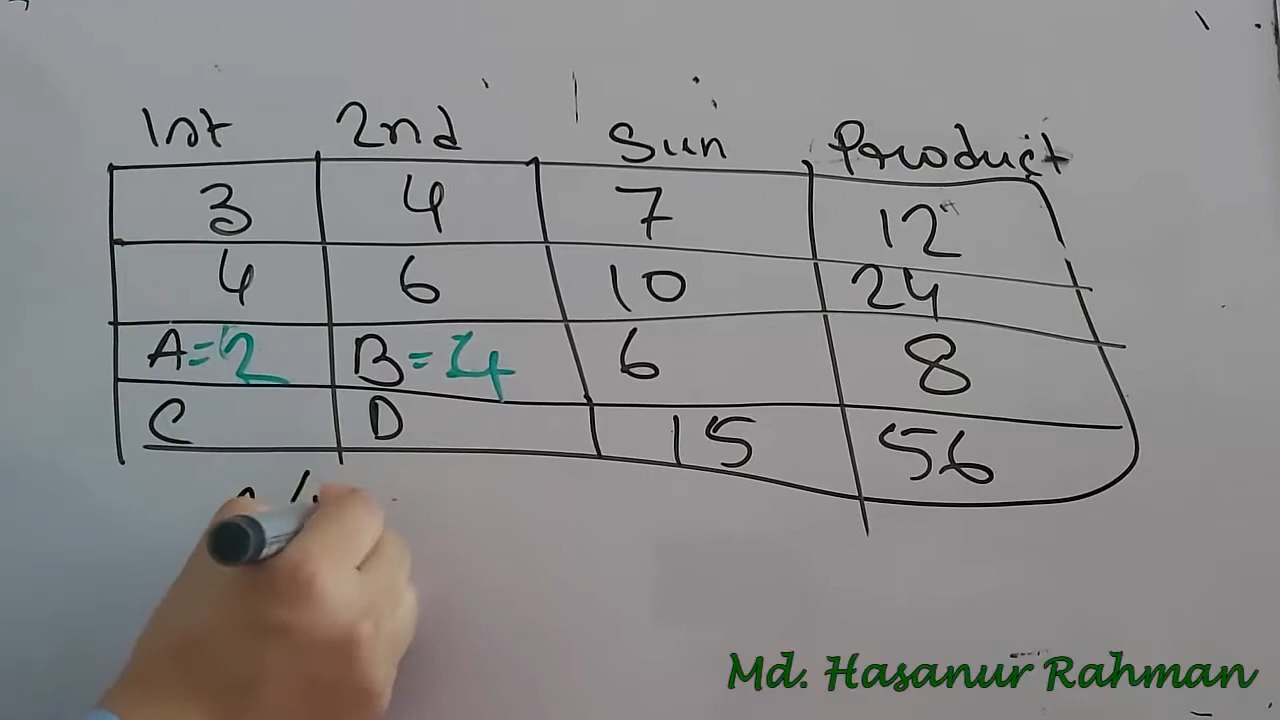 1st 2nd Sum Product
3 4 7 12
4 6 10 24
A=2 B=4 6 8
C D 15 56
Md. Hasanur Rahman